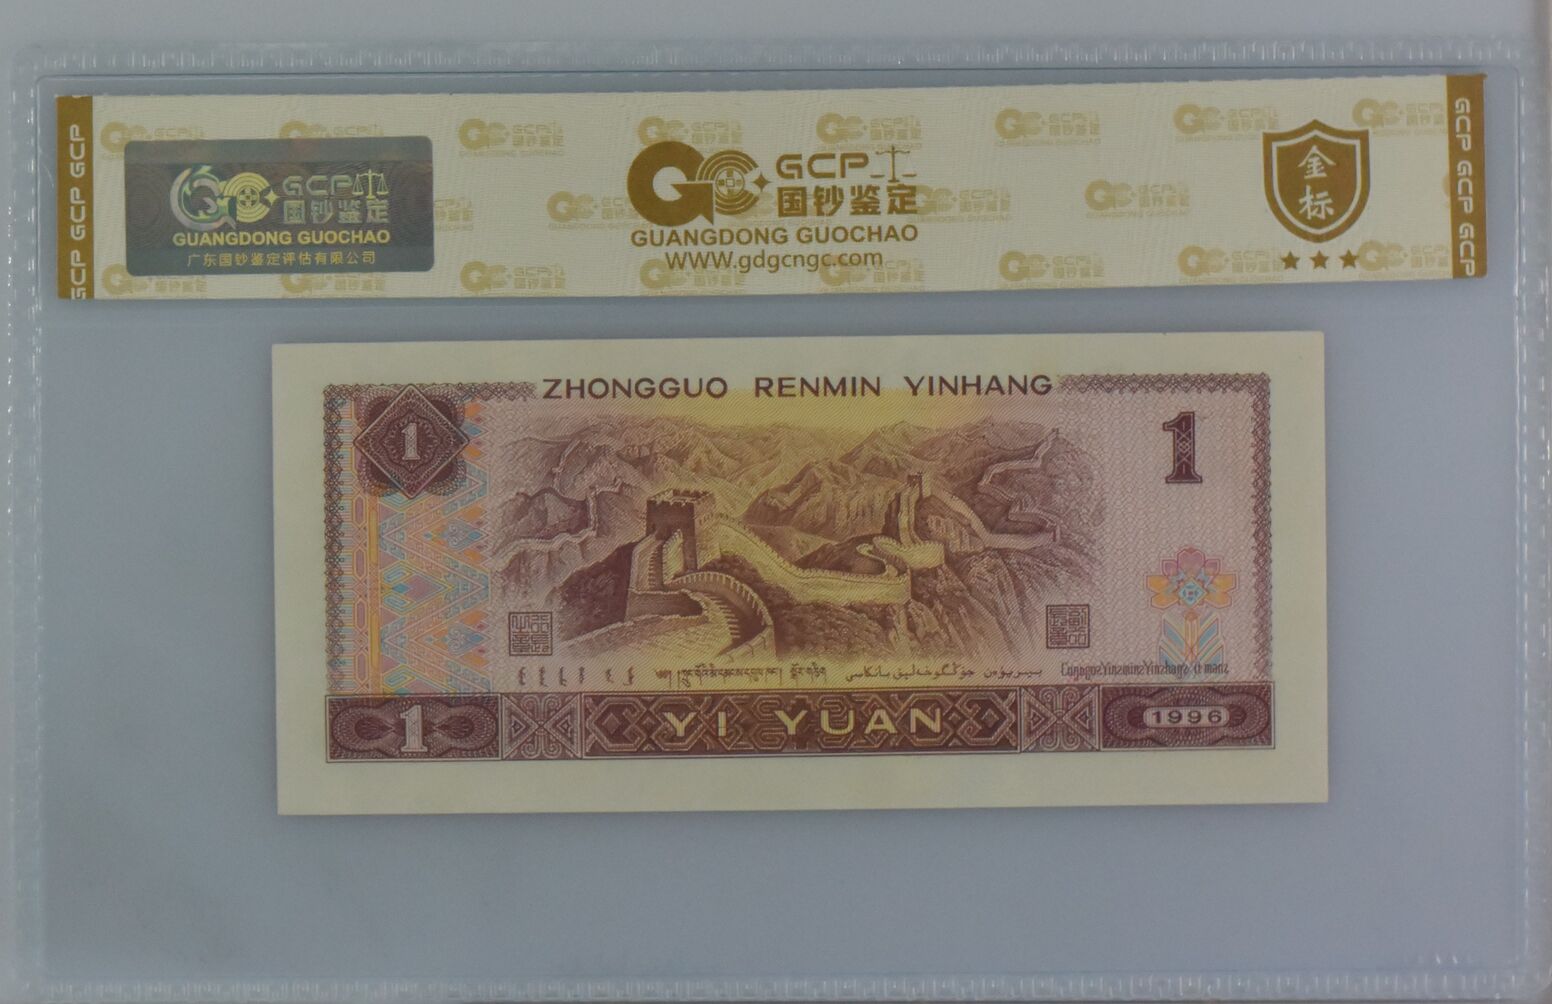 GCP GCP GCP
GCP
国钞鉴定
GUANGDONG GUOCHAO
广东国钞鉴定评估有限公司
GCP
国钞鉴定
GUANGDONG GUOCHAO
WWW.gdgcngc.com
金
标
GCP GCP GCP
ZHONGGUO RENMIN YINHANG
1
1
1
YI YUAN
1996